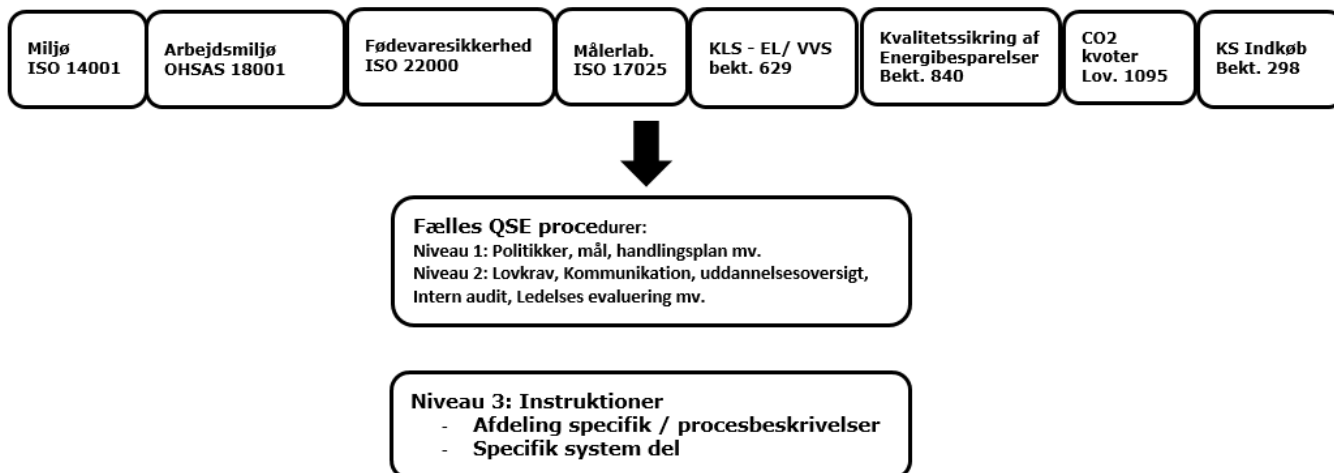 Miljø
ISO 14001
Arbejdsmiljø
OHSAS 18001
Fødevaresikkerhed
ISO 22000
Målerlab.
ISO 17025
KLS - EL/ VVS
bekt. 629
Kvalitetssikring af
Energibesparelser
Bekt. 840
CO2
kvoter
Lov. 1095
KS Indkøb
Bekt. 298
Fælles QSE procedurer:
Niveau 1: Politikker, mål, handlingsplan mv.
Niveau 2: Lovkrav, Kommunikation, uddannelsesoversigt,
Intern audit, Ledelses evaluering mv.
Niveau 3: Instruktioner
- Afdeling specifik / procesbeskrivelser
- Specifik system del